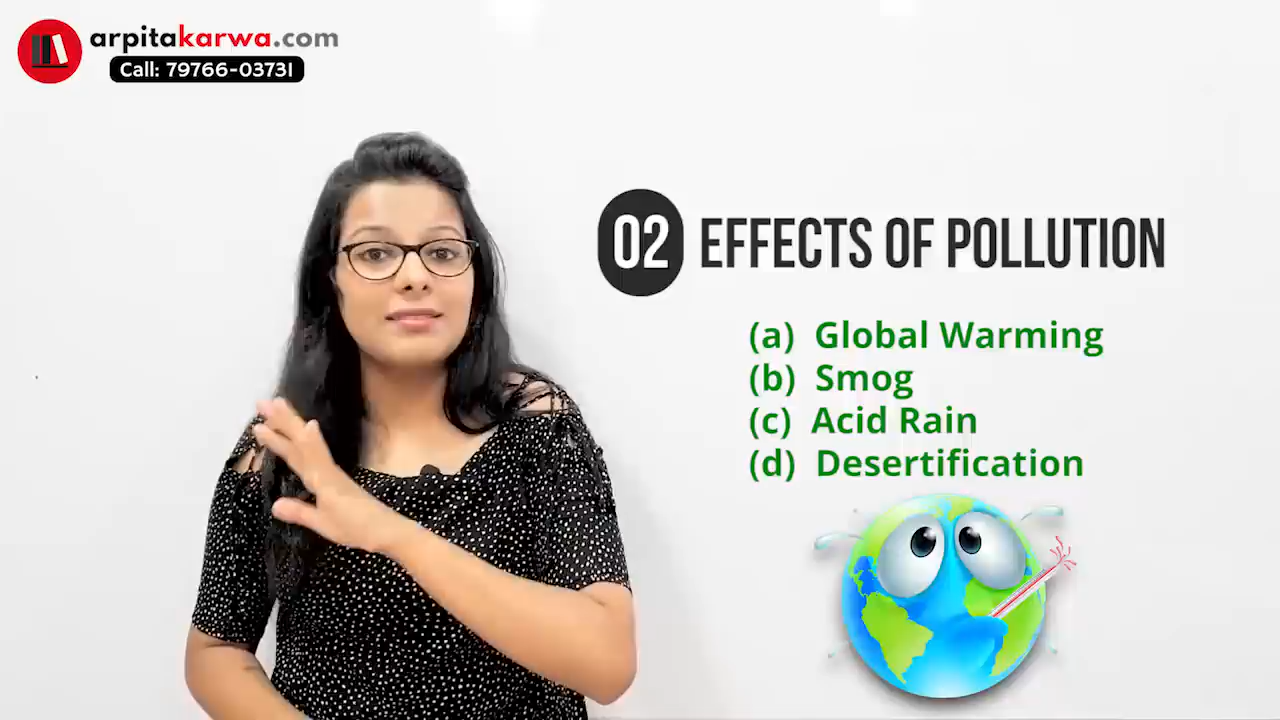 arpitakarwa.com
Call: 79766-03731
02 EFFECTS OF POLLUTION
(a) Global Warming
(b) Smog
(c) Acid Rain
(d) Desertification